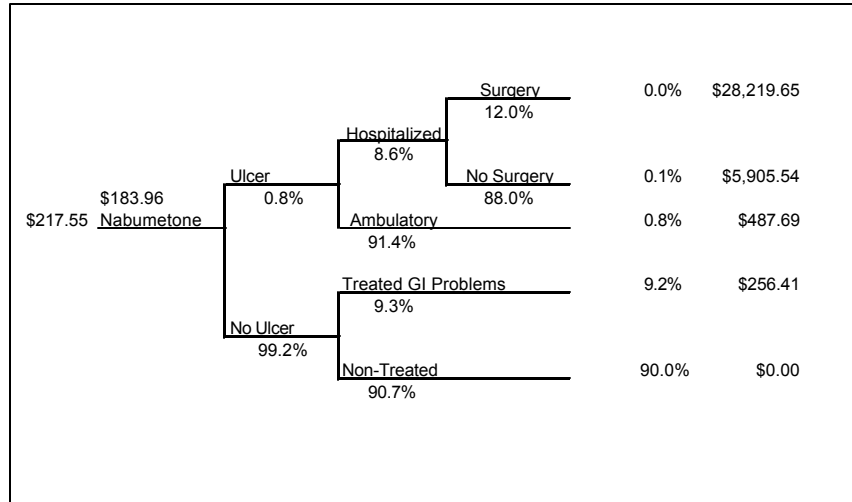 Surgery 0.0% $28,219.65
12.0%
Hospitalized
8.6%
Ulcer No Surgery 0.1% $5,905.54
$183.96 0.8% 88.0%
$217.55 Nabumetone Ambulatory 0.8% $487.69
91.4%
Treated GI Problems 9.2% $256.41
9.3%
No Ulcer
99.2%
Non-Treated 90.0% $0.00
90.7%